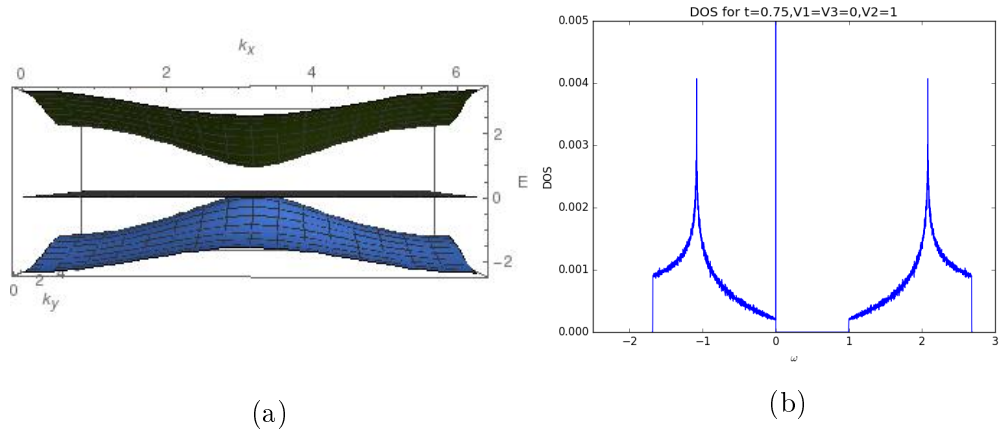 k_x
0 2 4 6
2
0
E
−2
0 2 4
k_y
(a)
DOS for t=0.75,V1=V3=0,V2=1
0.005
0.004
0.003
0.002
0.001
0.000
DOS
−2 −1 0 1 2 3
ω
(b)